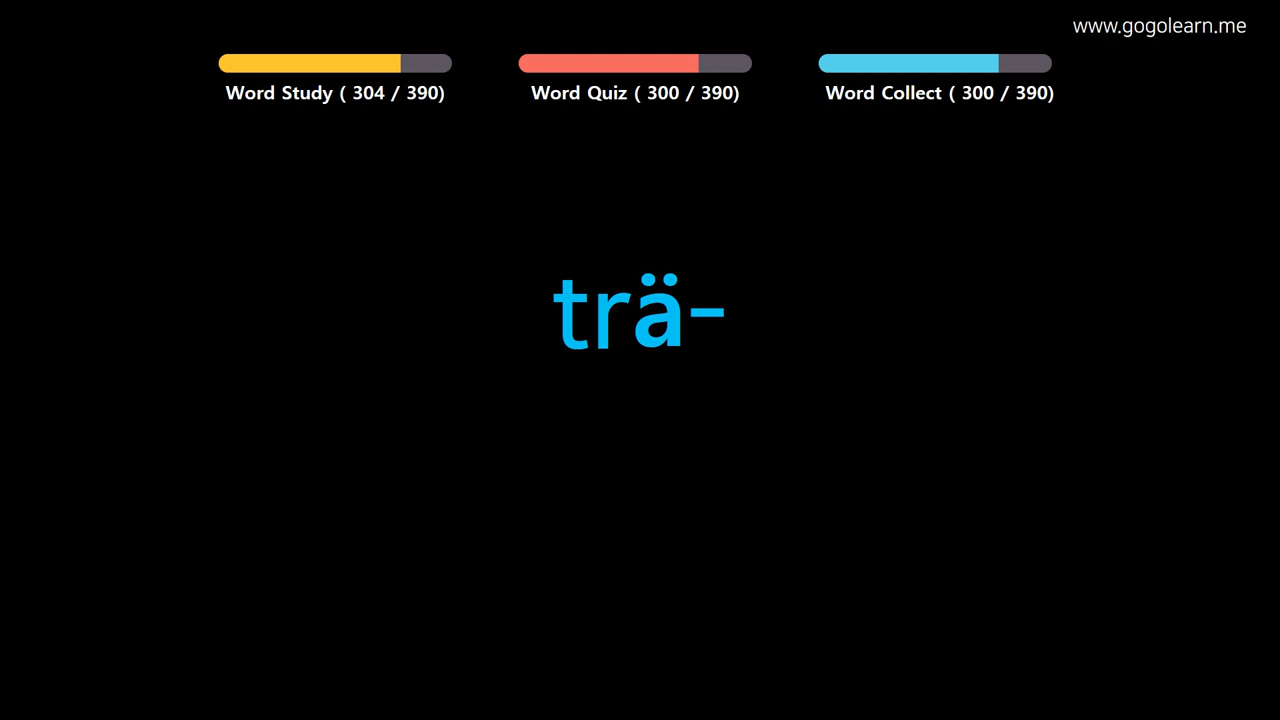 www.gogolearn.me
Word Study ( 304 / 390)
Word Quiz ( 300 / 390)
Word Collect ( 300 / 390)
trä-